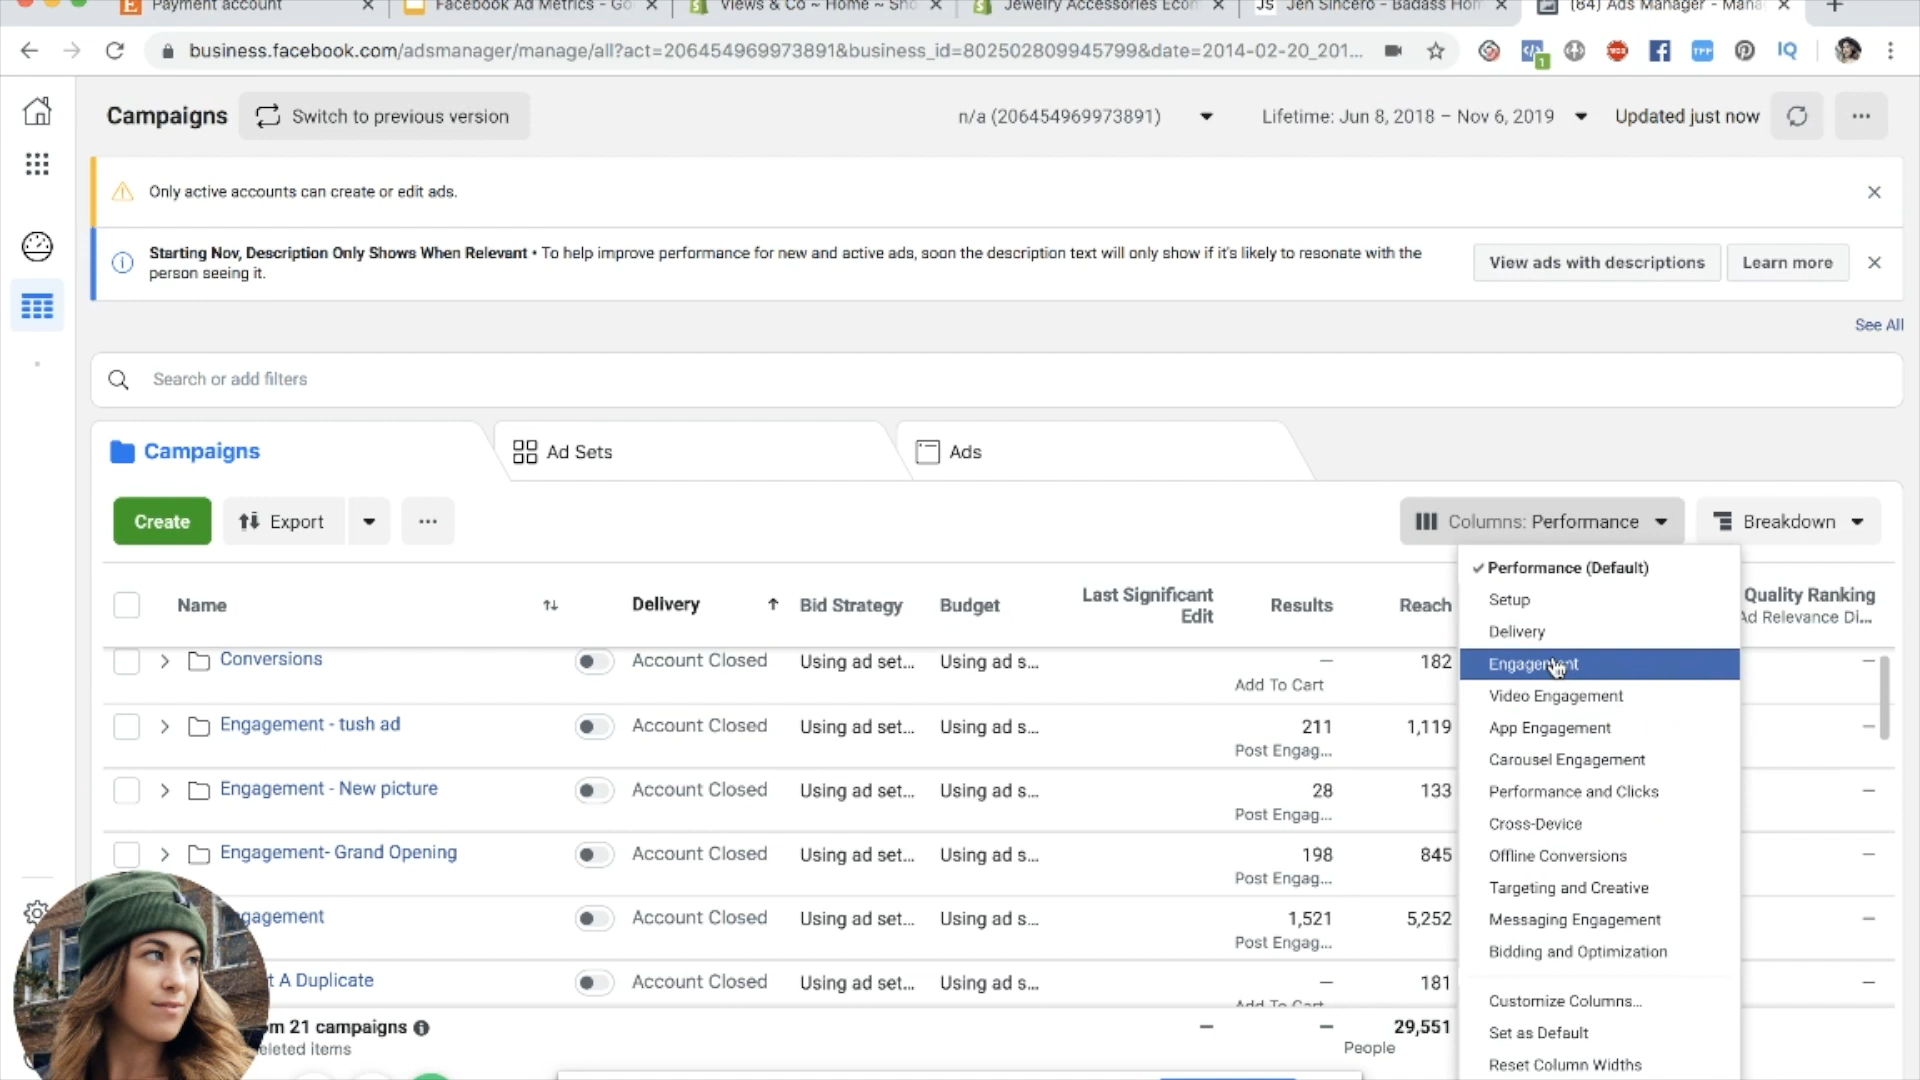 Payment account
Facebook Ad Metrics - Go
Views & Co ~ Home ~ Sho
Jewelry Accessories Ecom
JS Jen Sincero - Badass Hom
(84) Ads Manager - Mana
business.facebook.com/adsmanager/manage/all?act=206454969973891&business_id=802502809945799&date=2014-02-20_201...
1
TFP
IQ
Campaigns
Switch to previous version
n/a (206454969973891)
Lifetime: Jun 8, 2018 – Nov 6, 2019
Updated just now
Only active accounts can create or edit ads.
Starting Nov, Description Only Shows When Relevant • To help improve performance for new and active ads, soon the description text will only show if it's likely to resonate with the
person seeing it.
View ads with descriptions
Learn more
See All
Search or add filters
Campaigns
Ad Sets
Ads
Create
Export
Columns: Performance
Breakdown
Name
Delivery
Bid Strategy
Budget
Last Significant
Edit
Results
Reach
Quality Ranking
Ad Relevance Di...
Conversions Account Closed Using ad set... Using ad s... — 182 —
Add To Cart
Engagement - tush ad Account Closed Using ad set... Using ad s... 211 1,119 —
Post Engag...
Engagement - New picture Account Closed Using ad set... Using ad s... 28 133 —
Post Engag...
Engagement- Grand Opening Account Closed Using ad set... Using ad s... 198 845 —
Post Engag...
gagement Account Closed Using ad set... Using ad s... 1,521 5,252 —
Post Engag...
t A Duplicate Account Closed Using ad set... Using ad s... — 181 —
Add To Cart
om 21 campaigns — — 29,551
eleted items People
Performance (Default)
Setup
Delivery
Engagement
Video Engagement
App Engagement
Carousel Engagement
Performance and Clicks
Cross-Device
Offline Conversions
Targeting and Creative
Messaging Engagement
Bidding and Optimization
Customize Columns...
Set as Default
Reset Column Widths